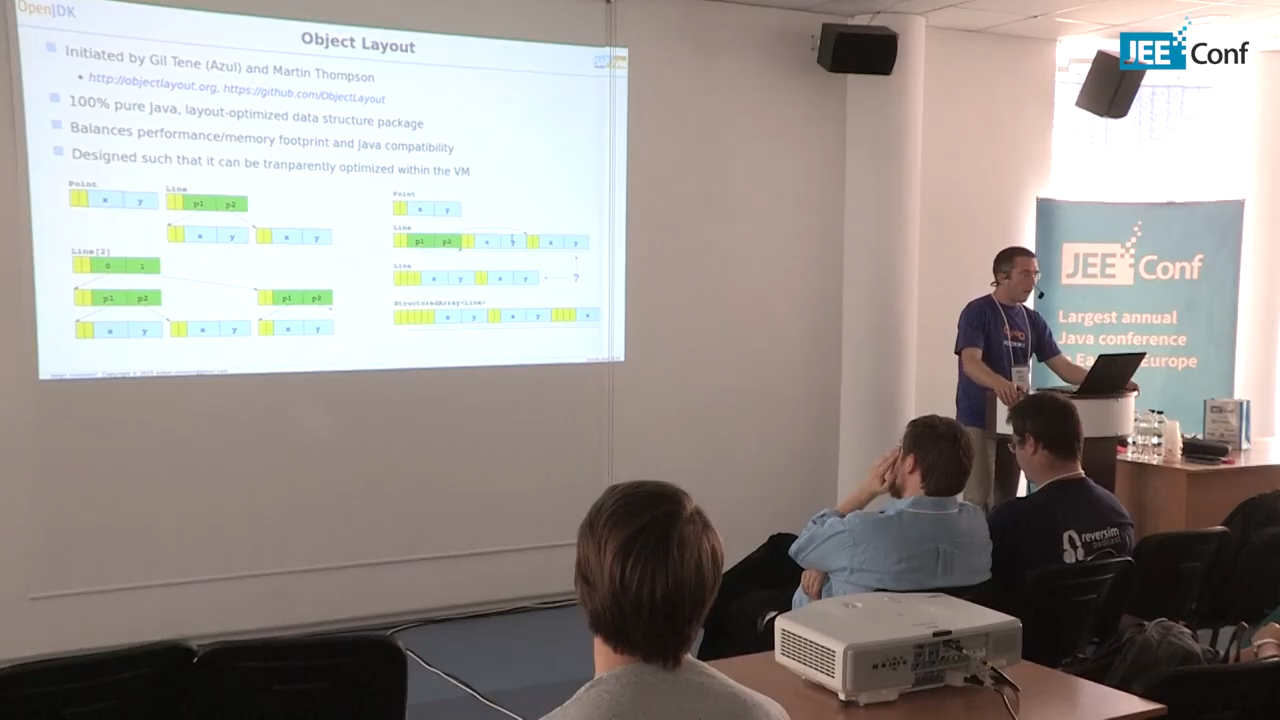 OpenJDK
Object Layout
Initiated by Gil Tene (Azul) and Martin Thompson
http://objectlayout.org, https://github.com/ObjectLayout
100% pure Java, layout-optimized data structure package
Balances performance/memory footprint and Java compatibility
Designed such that it can be tranparently optimized within the VM
Point
x y
Line
p1 p2
x y x y
Line[2]
0 1
p1 p2 p1 p2
x y x y x y
Point
x y
Line
p1 p2 x y x y
Line
x y x y ?
StructuredArray<Line>
x y x y x
JEE Conf
JEE Conf
Largest annual
Java conference
Europe
reversim
podcast